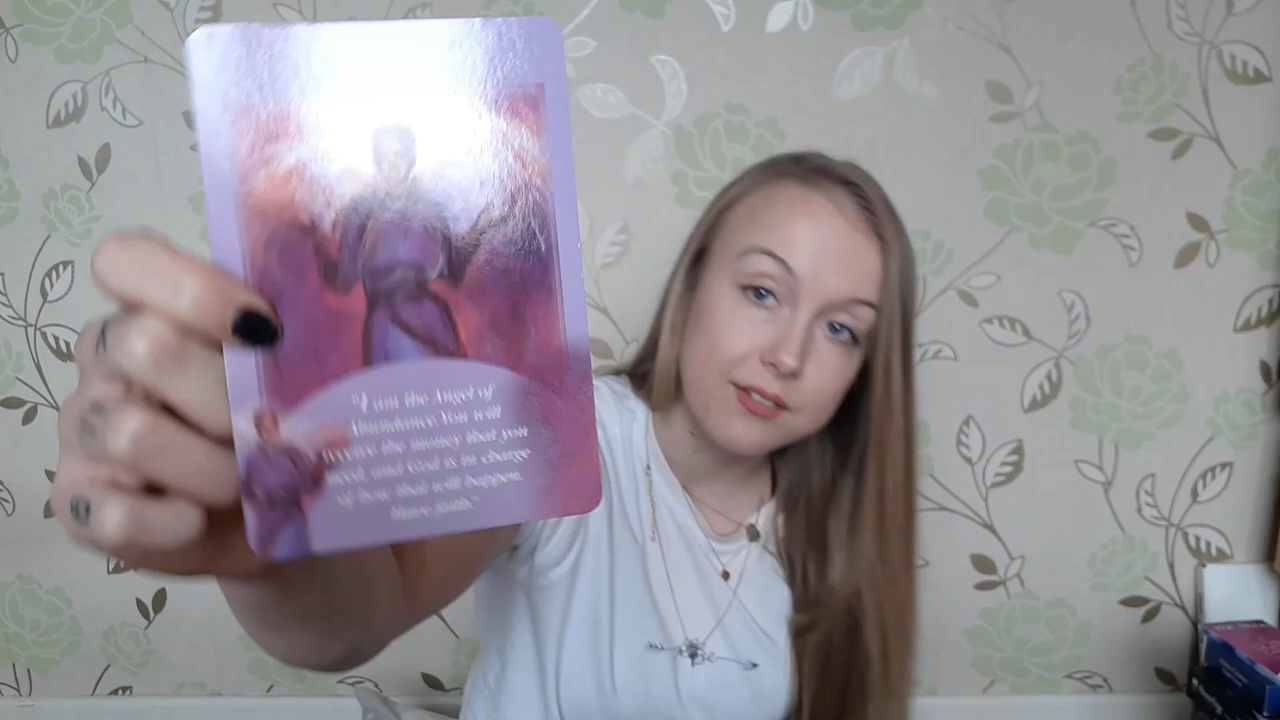 "I am the Angel of
Abundance. You will
receive the money that you
need, and God is in charge
of how that will happen.
Have faith."